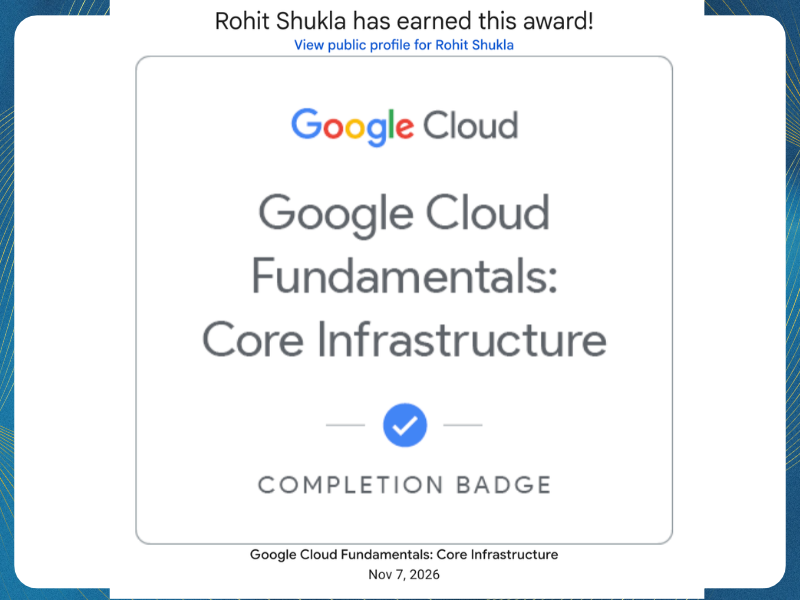 Rohit Shukla has earned this award!
View public profile for Rohit Shukla
Google Cloud
Google Cloud
Fundamentals:
Core Infrastructure
COMPLETION BADGE
Google Cloud Fundamentals: Core Infrastructure
Nov 7, 2026